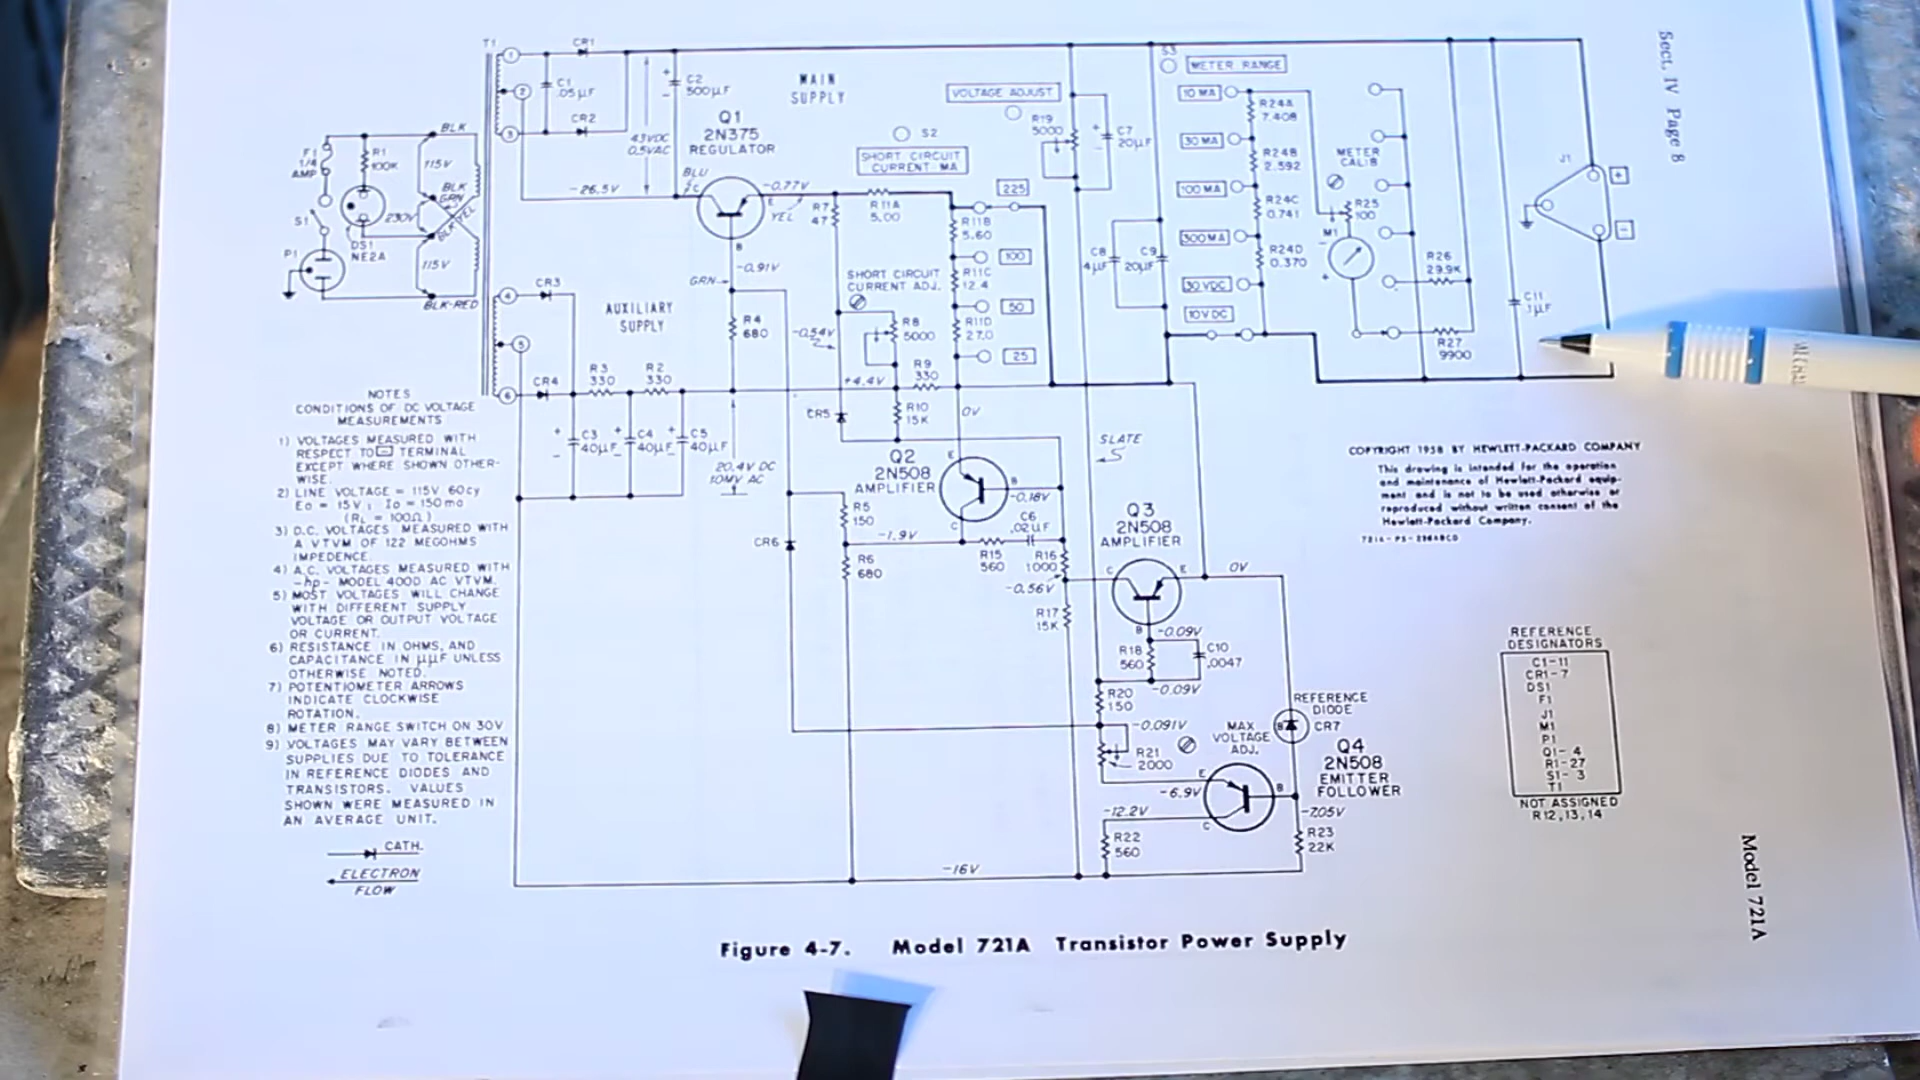 Sect. IV Page 8
T1
1
CR1
C1
.05µF
2
CR2
3
43VDC
0.5VAC
+
C2
500µF
-
MAIN
SUPPLY
Q1
2N375
REGULATOR
BLU
C
-26.5V
-0.77V
E
YEL
B
-0.91V
GRN
S2
SHORT CIRCUIT
CURRENT MA
R7
47
R11A
5.00
225
R11B
5.60
100
R11C
12.4
50
R11D
27.0
25
VOLTAGE ADJUST
R19
5000
+
C7
20µF
C8
4µF
C9
20µF
S3
METER RANGE
10 MA
30 MA
100 MA
300MA
30 VDC
10V DC
R24A
7.408
R24B
2.592
R24C
0.741
R24D
0.370
METER
CALIB
R25
100
M1
-
+
R26
29.9K
R27
9900
C11
.1µF
J1
+
-
F1
1/4
AMP
R1
100K
S1
P1
DS1
NE2A
BLK
115V
BLK
GRN
BLK YEL
230V
115V
BLK-RED
4
CR3
5
CR4
6
AUXILIARY
SUPPLY
R3
330
R2
330
+
C3
40µF
-
+
C4
40µF
-
+
C5
40µF
R4
680
-0.54V
SHORT CIRCUIT
CURRENT ADJ.
R8
5000
R9
330
+4.4V
R10
15K
CR5
0V
20.4V DC
10MV AC
Q2
2N508
AMPLIFIER
E
B
C
-0.18V
SLATE
R5
150
-1.9V
R6
680
CR6
R15
560
C6
.02µF
R16
1000
-0.56V
R17
15K
Q3
2N508
AMPLIFIER
C
E
B
0V
-0.09V
R18
560
C10
.0047
-0.09V
R20
150
-0.091V
R21
2000
MAX
VOLTAGE
ADJ.
REFERENCE
DIODE
CR7
Q4
2N508
EMITTER
FOLLOWER
E
B
C
-6.9V
-7.05V
-12.2V
R22
560
R23
22K
-16V
NOTES
CONDITIONS OF DC VOLTAGE
MEASUREMENTS
1) VOLTAGES MEASURED WITH
RESPECT TO - TERMINAL
EXCEPT WHERE SHOWN OTHER-
WISE.
2) LINE VOLTAGE = 115V 60cy
Eo = 15V; Io = 150ma
(RL = 100Ω)
3) D.C. VOLTAGES MEASURED WITH
A VTVM OF 122 MEGOHMS
IMPEDENCE.
4) A.C. VOLTAGES MEASURED WITH
-hp- MODEL 400D AC VTVM.
5) MOST VOLTAGES WILL CHANGE
WITH DIFFERENT SUPPLY
VOLTAGE OR OUTPUT VOLTAGE
OR CURRENT.
6) RESISTANCE IN OHMS, AND
CAPACITANCE IN µµF UNLESS
OTHERWISE NOTED.
7) POTENTIOMETER ARROWS
INDICATE CLOCKWISE
ROTATION.
8) METER RANGE SWITCH ON 30V
9) VOLTAGES MAY VARY BETWEEN
SUPPLIES DUE TO TOLERANCE
IN REFERENCE DIODES AND
TRANSISTORS. VALUES
SHOWN WERE MEASURED IN
AN AVERAGE UNIT.
CATH.
ELECTRON
FLOW
COPYRIGHT 1958 BY HEWLETT-PACKARD COMPANY
This drawing is intended for the operation
and maintenance of Hewlett-Packard equip-
ment and is not to be used otherwise or
reproduced without written consent of the
Hewlett-Packard Company.
REFERENCE
DESIGNATORS
C1-11
CR1-7
DS1
F1
J1
M1
P1
Q1-4
R1-27
S1-3
T1
NOT ASSIGNED
R12,13,14
Model 721A
Figure 4-7. Model 721A Transistor Power Supply